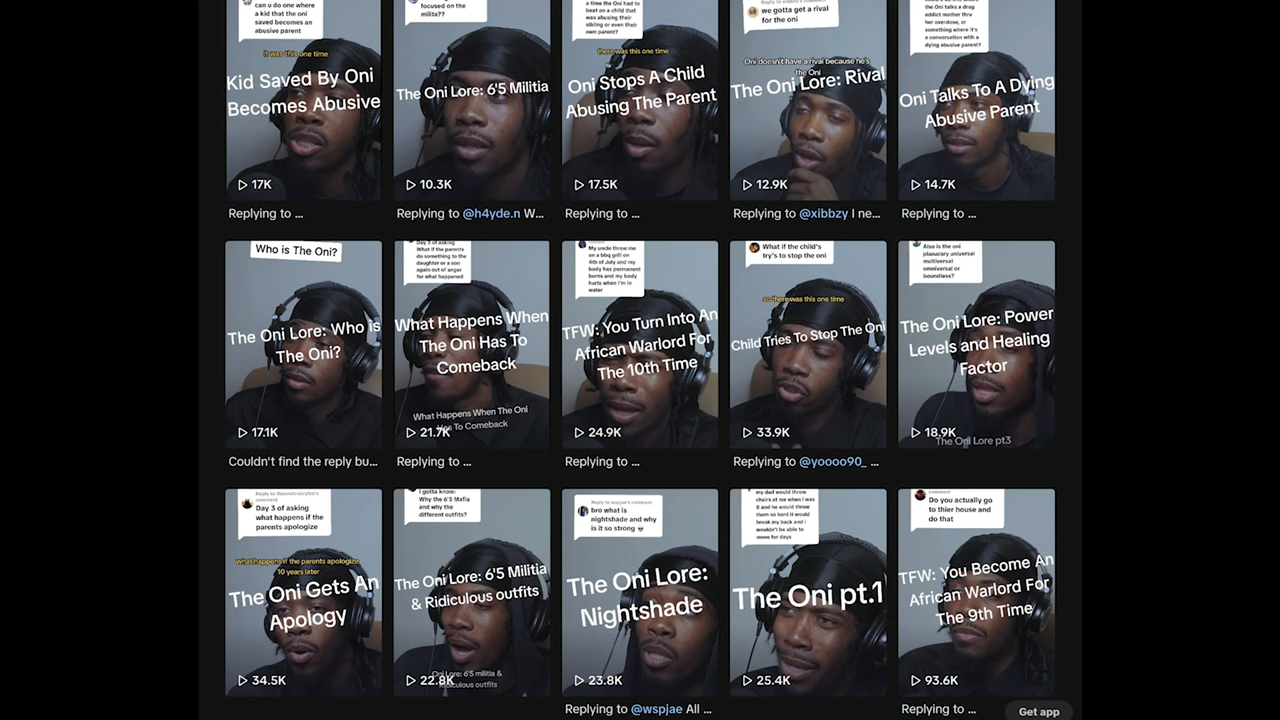 can u do one where
a kid that the oni
saved becomes an
abusive parent
it was this one time
Kid Saved By Oni
Becomes Abusive
17K
Replying to ...
focused on the
milita??
The Oni Lore: 6'5 Militia
10.3K
Replying to @h4yde.n W...
a time the Oni had to
beat on a child that
was abusing their
sibling or even their
own parent?
there was this one time
Oni Stops A Child
Abusing The Parent
17.5K
Replying to ...
we gotta get a rival
for the oni
Oni doesn't have a rival because he's
the Oni
The Oni Lore: Rival
12.9K
Replying to @xibbzy I ne...
the Oni talks a drug
addict mother thru
her overdose, or
something where it's
a conversation with a
dying abusive parent?
Oni Talks To A Dying
Abusive Parent
14.7K
Replying to ...
Who is The Oni?
The Oni Lore: Who is
The Oni?
17.1K
Couldn't find the reply bu...
Day 3 of asking
What if the parents
do something to the
daughter or a son
again out of anger
for what happened
What Happens When
The Oni Has To
Comeback
What Happens When The Oni
Has To Comeback
21.7K
Replying to ...
My uncle threw me
on a bbq grill on
4th of July and my
body has permanent
burns and my body
hurts when i'm in
water
TFW: You Turn Into An
African Warlord For
The 10th Time
24.9K
Replying to ...
What if the child's
try's to stop the oni
so there was this one time
Child Tries To Stop The Oni
33.9K
Replying to @yoooo90_ ...
Also is the oni
planarary universal
multiversal
omniversal or
boundless?
The Oni Lore: Power
Levels and Healing
Factor
18.9K
The Oni Lore pt3
comment
Day 3 of asking
what happens if the
parents apologize
what happens if the parents apologize
10 years later
The Oni Gets An
Apology
34.5K
I gotta know:
Why the 6'5 Mafia
and why the
different outfits?
The Oni Lore: 6'5 Militia
& Ridiculous outfits
Oni Lore: 6'5 militia &
Ridiculous outfits
22.8K
Reply to wspjae's comment
bro what is
nightshade and why
is it so strong
The Oni Lore:
Nightshade
23.8K
Replying to @wspjae All ...
my dad would throw
chairs at me when i was
8 and he would throw
them so hard it would
break my back and i
wouldn't be able to
move for days
The Oni pt.1
25.4K
comment
Do you actually go
to thier house and
do that
TFW: You Become An
African Warlord For
The 9th Time
93.6K
Replying to ...
Get app